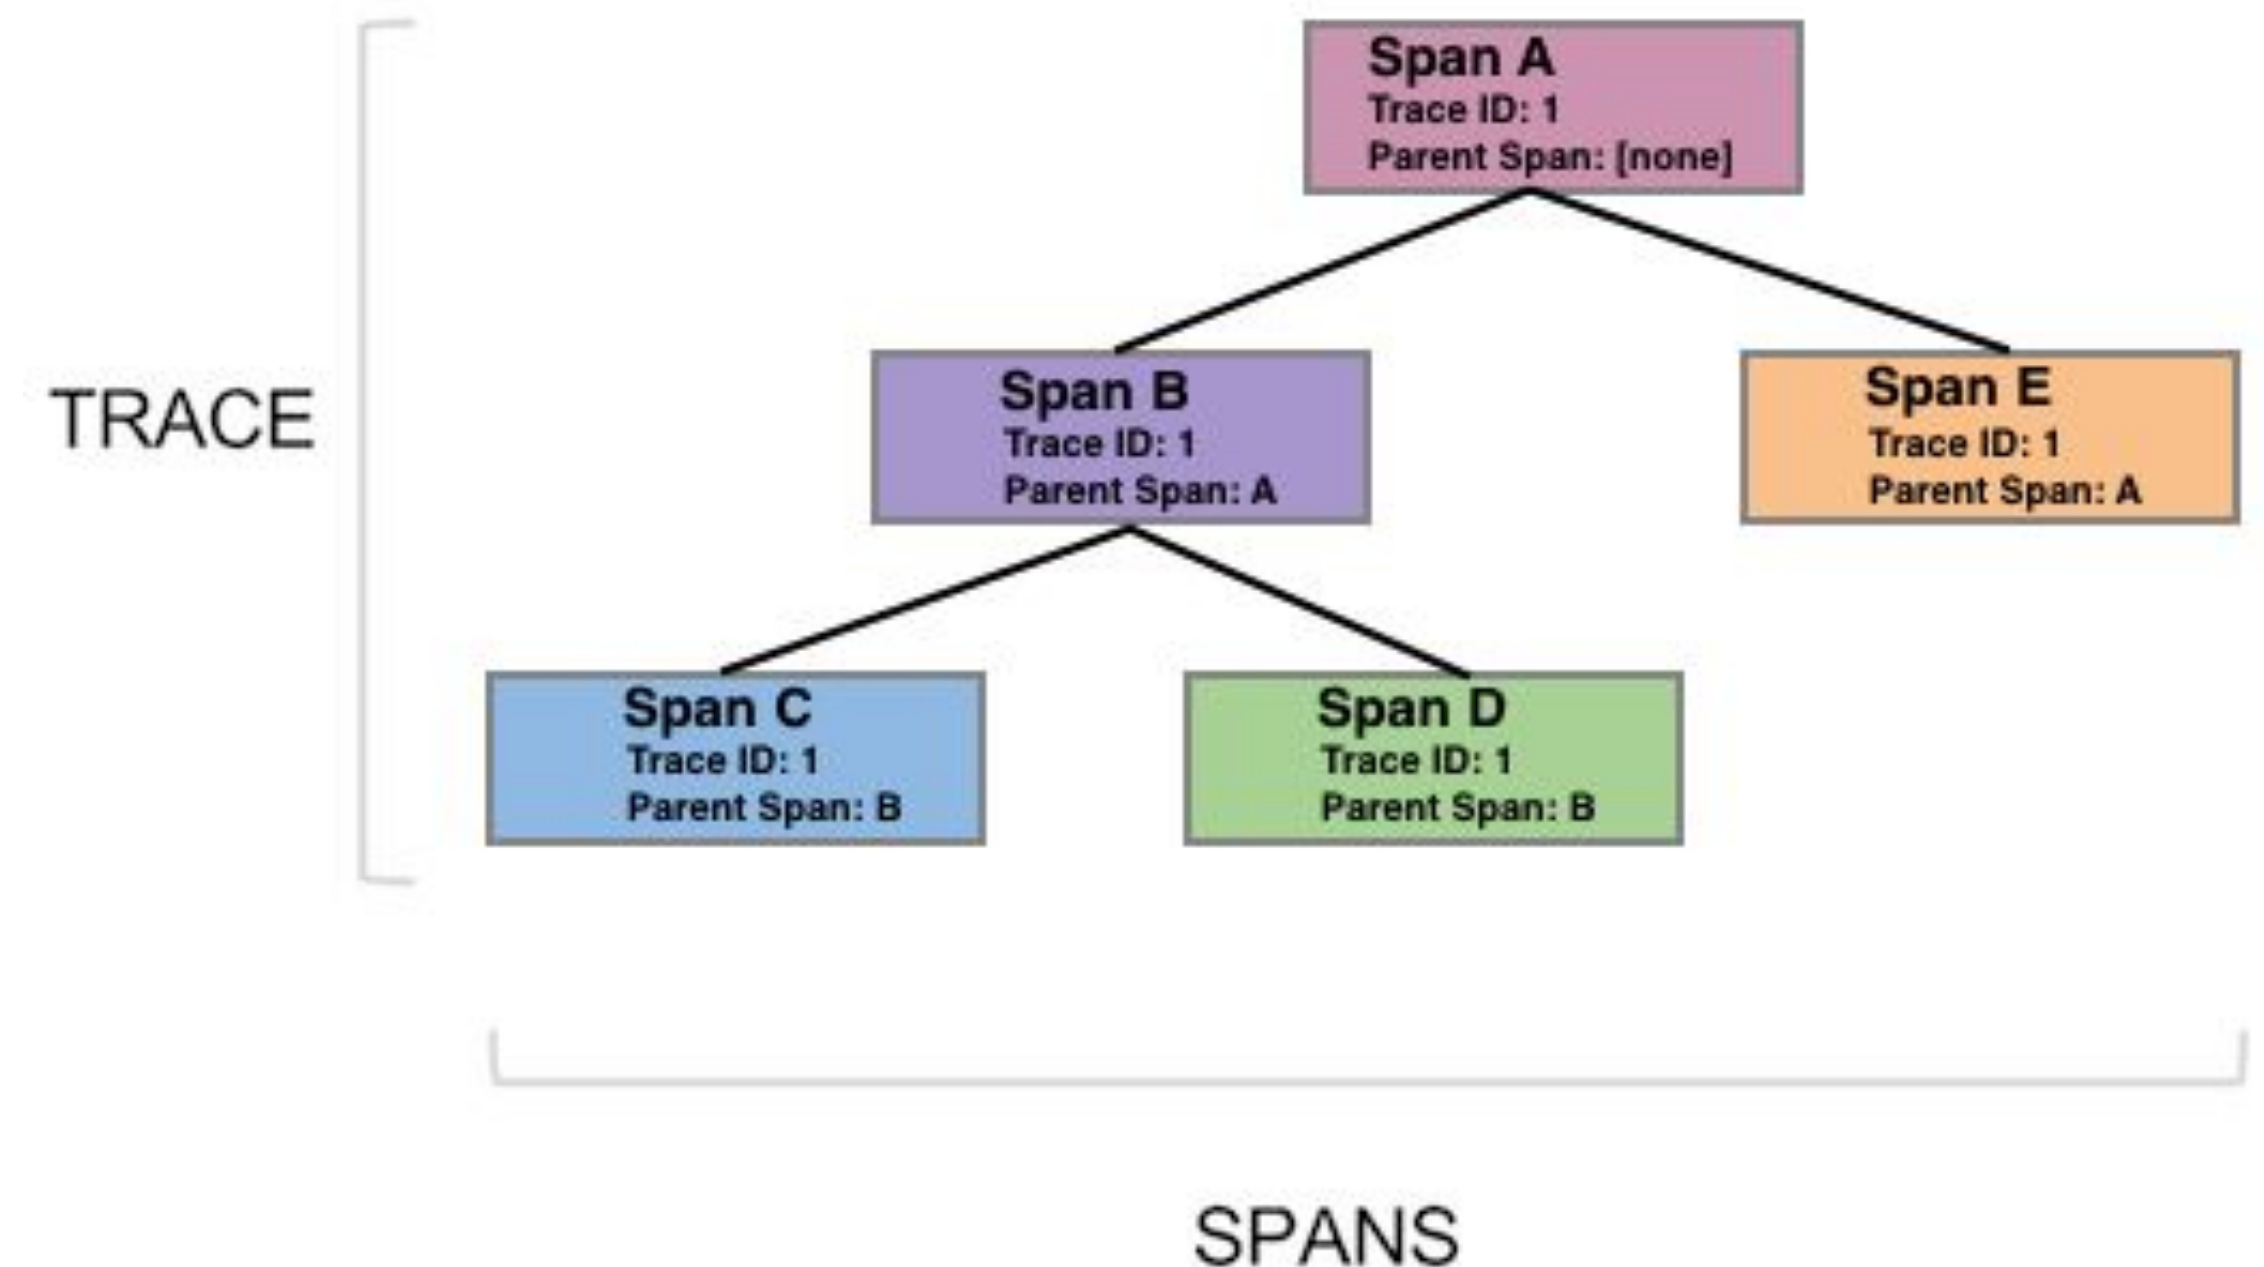 Span A
Trace ID: 1
Parent Span: [none]
TRACE
Span B
Trace ID: 1
Parent Span: A
Span E
Trace ID: 1
Parent Span: A
Span C
Trace ID: 1
Parent Span: B
Span D
Trace ID: 1
Parent Span: B
SPANS